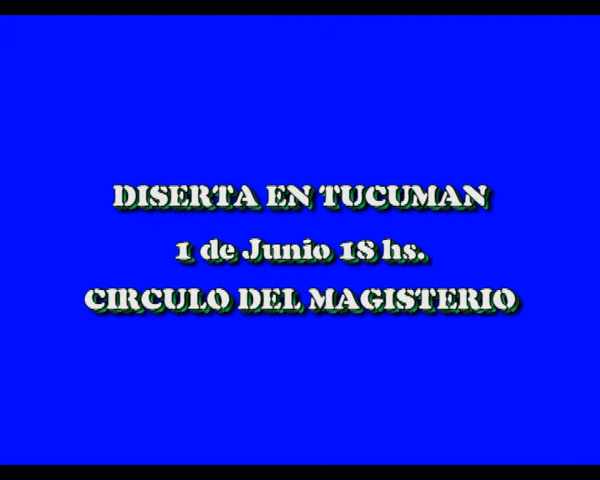 DISERTA EN TUCUMAN
1 de Junio 18 hs.
CIRCULO DEL MAGISTERIO